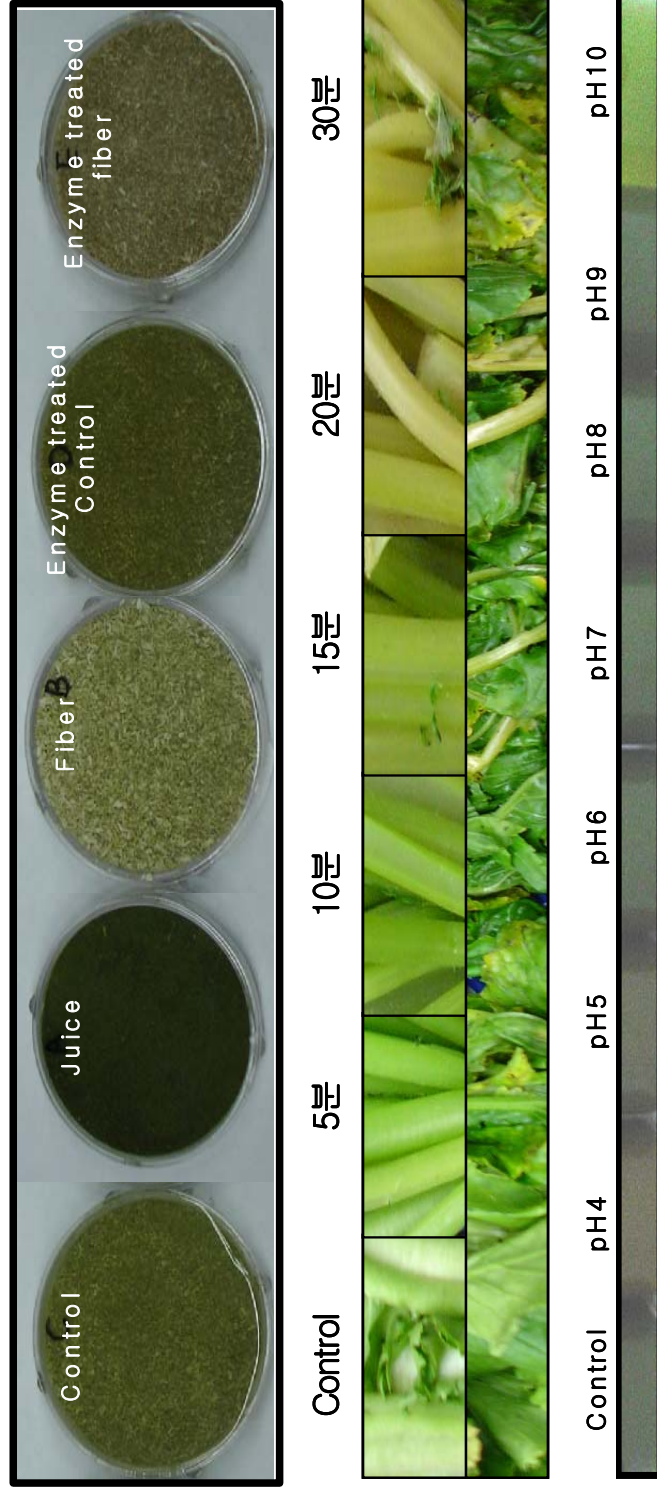 Control
Juice
Fiber
B
Enzyme treated
Control
Enzyme treated
fiber
Control
5분
10분
15분
20분
30분
Control
pH4
pH5
pH6
pH7
pH8
pH9
pH10